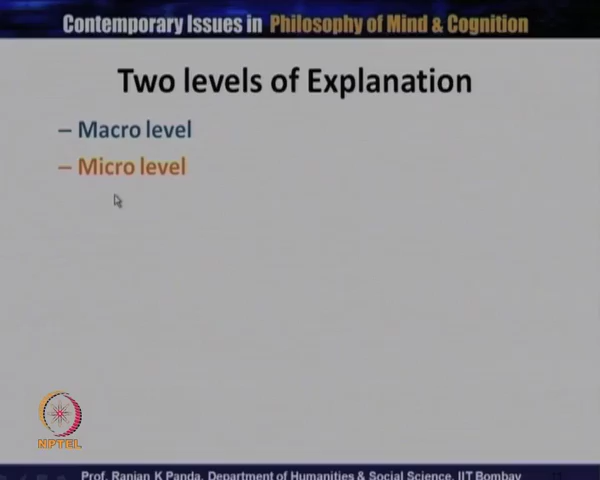 Contemporary Issues in Philosophy of Mind & Cognition
Two levels of Explanation
– Macro level
– Micro level
NPTEL
Prof. Ranjan K Panda, Department of Humanities & Social Science, IIT Bombay